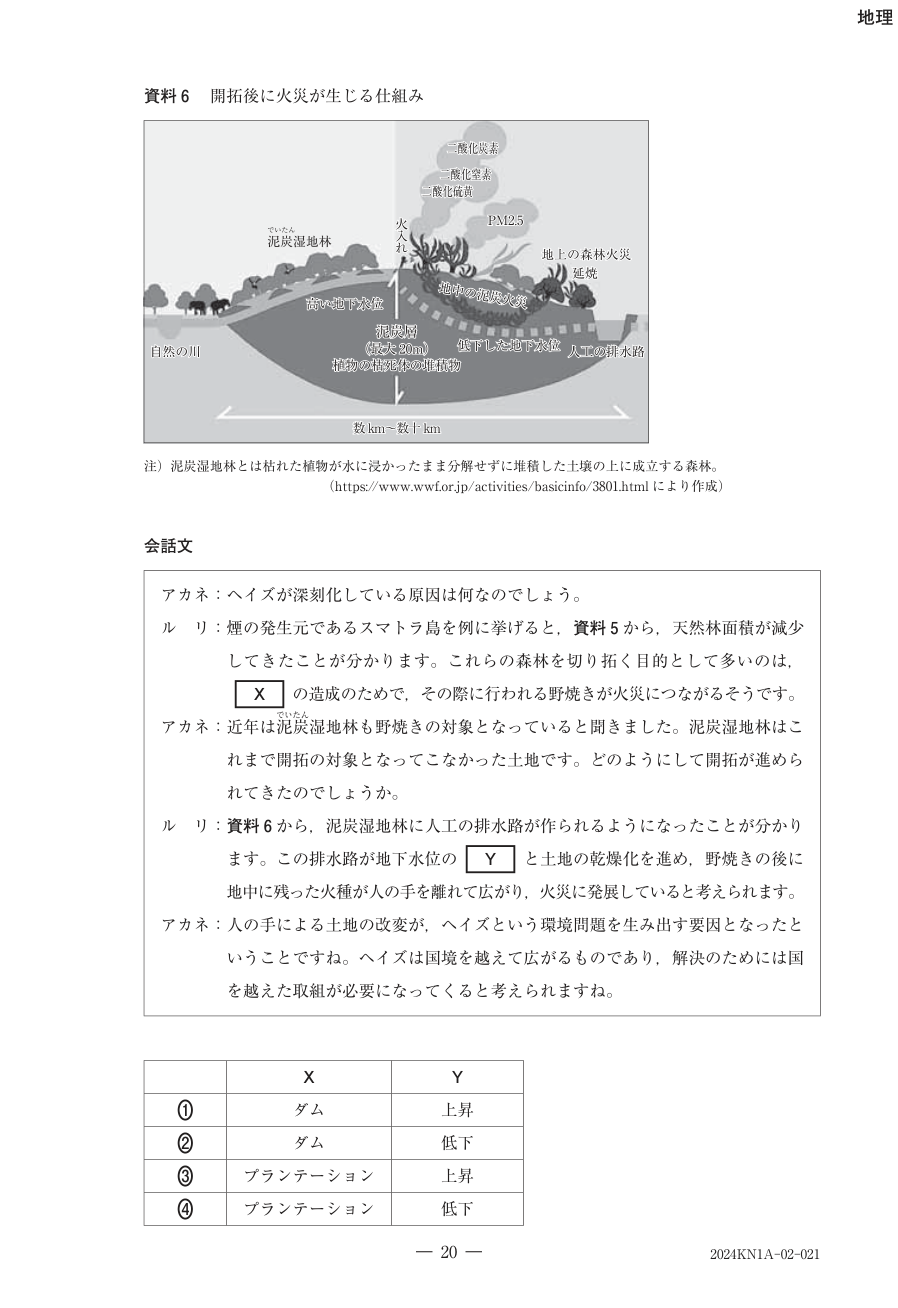 地理
資料6 開拓後に火災が生じる仕組み
二酸化炭素
二酸化窒素
二酸化硫黄
PM2.5
火入れ
でいたん
泥炭湿地林
地上の森林火災
延焼
地中の泥炭火災
高い地下水位
泥炭層
(最大20m)
植物の枯死体の堆積物
低下した地下水位
自然の川
人工の排水路
数km〜数十km
注)泥炭湿地林とは枯れた植物が水に浸かったまま分解せずに堆積した土壌の上に成立する森林。
(https://www.wwf.or.jp/activities/basicinfo/3801.html により作成)
会話文
アカネ:ヘイズが深刻化している原因は何なのでしょう。
ル リ:煙の発生元であるスマトラ島を例に挙げると,資料5から,天然林面積が減少
してきたことが分かります。これらの森林を切り拓く目的として多いのは,
X の造成のためで,その際に行われる野焼きが火災につながるそうです。
でいたん
アカネ:近年は泥炭湿地林も野焼きの対象となっていると聞きました。泥炭湿地林はこ
れまで開拓の対象となってこなかった土地です。どのようにして開拓が進めら
れてきたのでしょうか。
ル リ:資料6から,泥炭湿地林に人工の排水路が作られるようになったことが分かり
ます。この排水路が地下水位の Y と土地の乾燥化を進め,野焼きの後に
地中に残った火種が人の手を離れて広がり,火災に発展していると考えられます。
アカネ:人の手による土地の改変が,ヘイズという環境問題を生み出す要因となったと
いうことですね。ヘイズは国境を越えて広がるものであり,解決のためには国
を越えた取組が必要になってくると考えられますね。
X Y
① ダム 上昇
② ダム 低下
③ プランテーション 上昇
④ プランテーション 低下
― 20 ―
2024KN1A-02-021